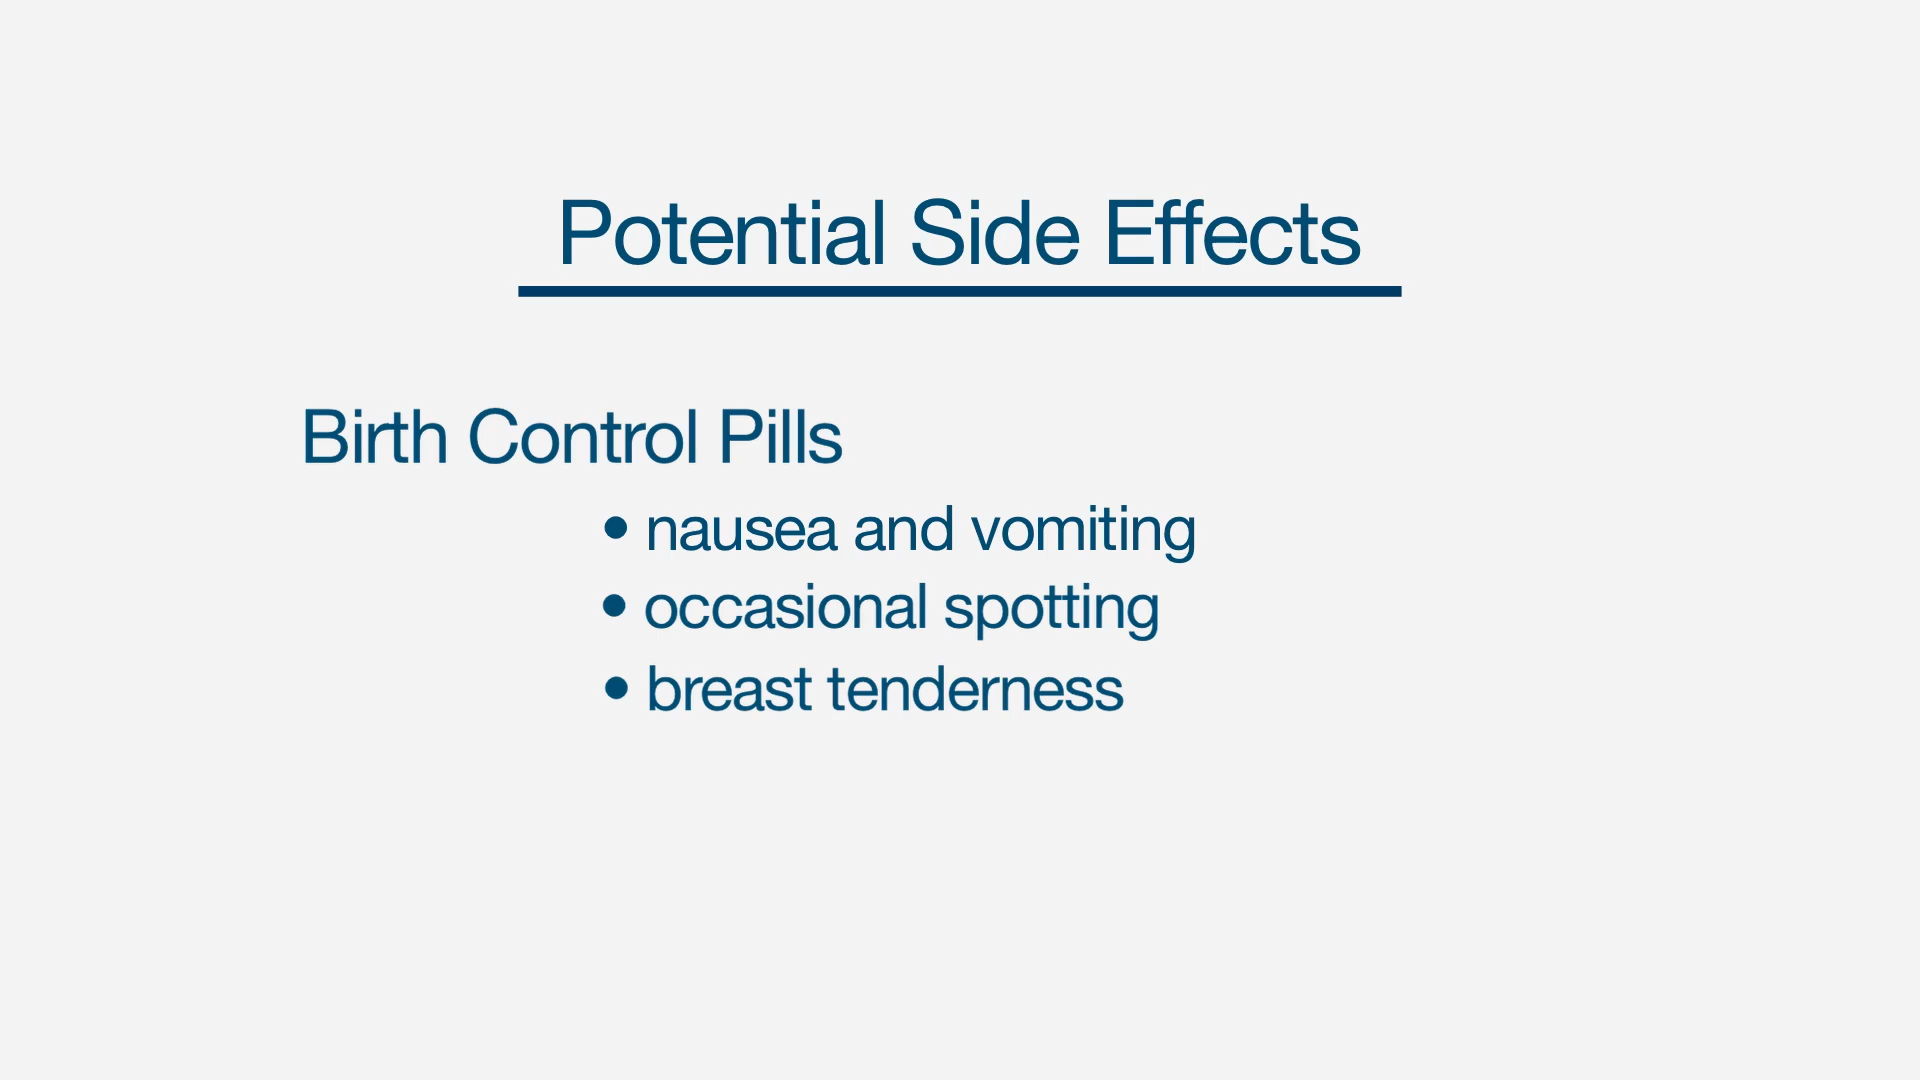 Potential Side Effects
Birth Control Pills
• nausea and vomiting
• occasional spotting
• breast tenderness